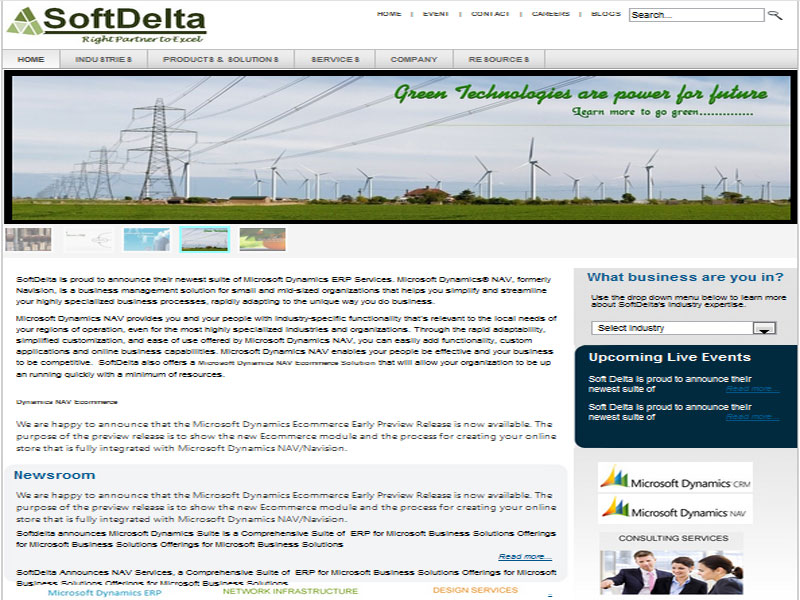 SoftDelta
Right Partner to Excel
HOME | EVENT | CONTACT | CAREERS | BLOGS
Search...
HOME INDUSTRIES PRODUCTS & SOLUTIONS SERVICES COMPANY RESOURCES
Green Technologies are power for future
Learn more to go green..............
SoftDelta is proud to announce their newest suite of Microsoft Dynamics ERP Services. Microsoft Dynamics® NAV, formerly
Navision, is a business management solution for small and mid-sized organizations that helps you simplify and streamline
your highly specialized business processes, rapidly adapting to the unique way you do business.
Microsoft Dynamics NAV provides you and your people with industry-specific functionality that's relevant to the local needs of
your regions of operation, even for the most highly specialized industries and organizations. Through the rapid adaptability,
simplified customization, and ease of use offered by Microsoft Dynamics NAV, you can easily add functionality, custom
applications and online business capabilities. Microsoft Dynamics NAV enables your people be effective and your business
to be competitive. SoftDelta also offers a Microsoft Dynamics NAV Ecommerce Solution that will allow your organization to be up
an running quickly with a minimum of resources.
Dynamics NAV Ecommerce
We are happy to announce that the Microsoft Dynamics Ecommerce Early Preview Release is now available. The
purpose of the preview release is to show the new Ecommerce module and the process for creating your online
store that is fully integrated with Microsoft Dynamics NAV/Navision.
Newsroom
We are happy to announce that the Microsoft Dynamics Ecommerce Early Preview Release is now available. The
purpose of the preview release is to show the new Ecommerce module and the process for creating your online
store that is fully integrated with Microsoft Dynamics NAV/Navision.
Softdelta announces Microsoft Dynamics Suite is a Comprehensive Suite of ERP for Microsoft Business Solutions Offerings
for Microsoft Business Solutions Offerings for Microsoft Business Solutions
Read more...
SoftDelta Announces NAV Services, a Comprehensive Suite of ERP for Microsoft Business Solutions Offerings for Microsoft
Business Solutions Offerings for Microsoft Business Solutions
Microsoft Dynamics ERP NETWORK INFRASTRUCTURE DESIGN SERVICES
What business are you in?
Use the drop down menu below to learn more
about SoftDelta's industry expertise.
Select Industry
Upcoming Live Events
Soft Delta is proud to announce their
newest suite of Read more...
Soft Delta is proud to announce their
newest suite of Read more...
Microsoft Dynamics CRM
Microsoft Dynamics NAV
CONSULTING SERVICES